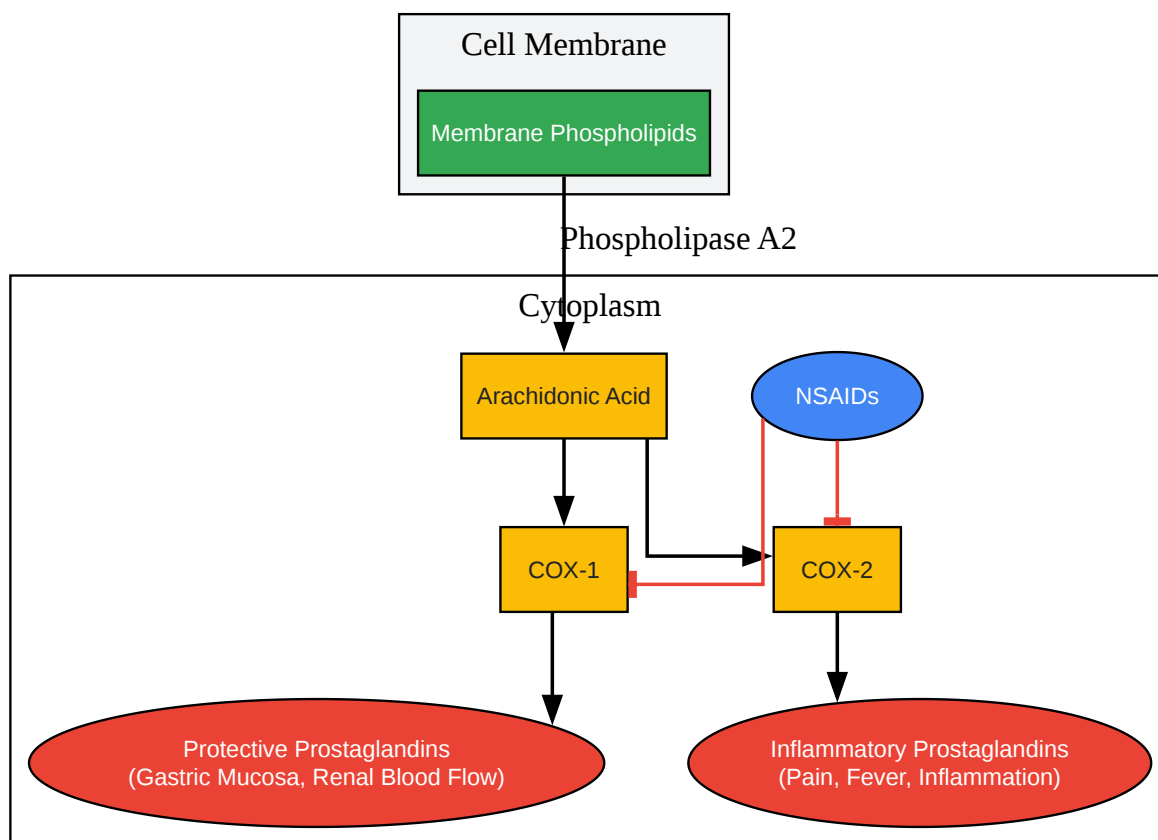 Cell Membrane
Membrane Phospholipids
Phospholipase A2
Cytoplasm
Arachidonic Acid
NSAIDs
COX-1
COX-2
Protective Prostaglandins
(Gastric Mucosa, Renal Blood Flow)
Inflammatory Prostaglandins
(Pain, Fever, Inflammation)